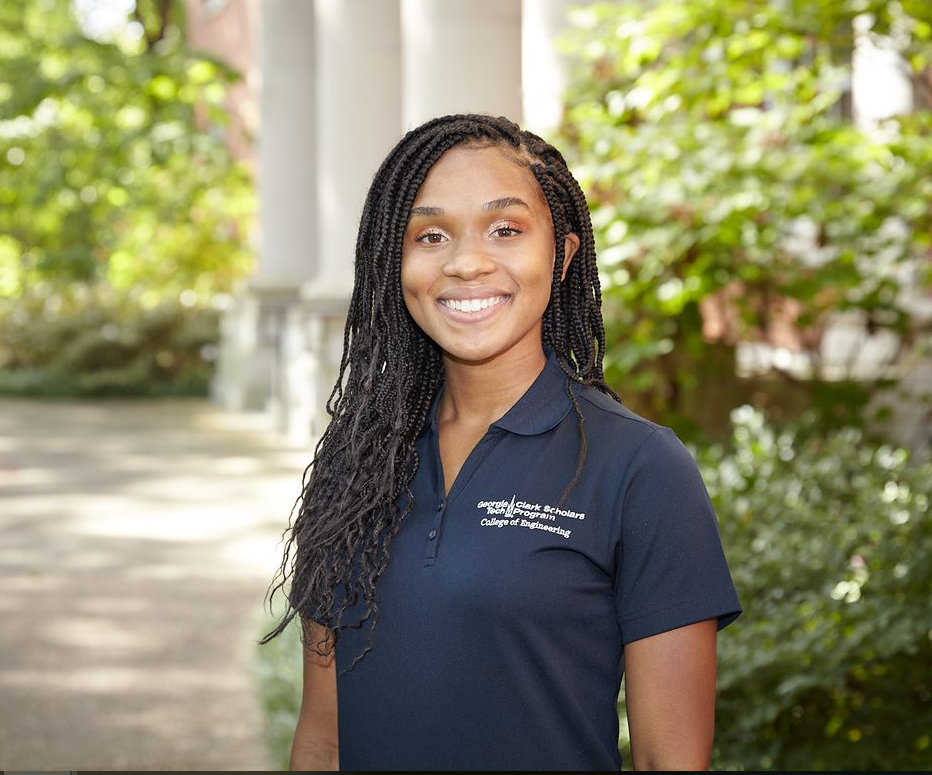 Georgia Clark Scholars
Tech Program
College of Engineering